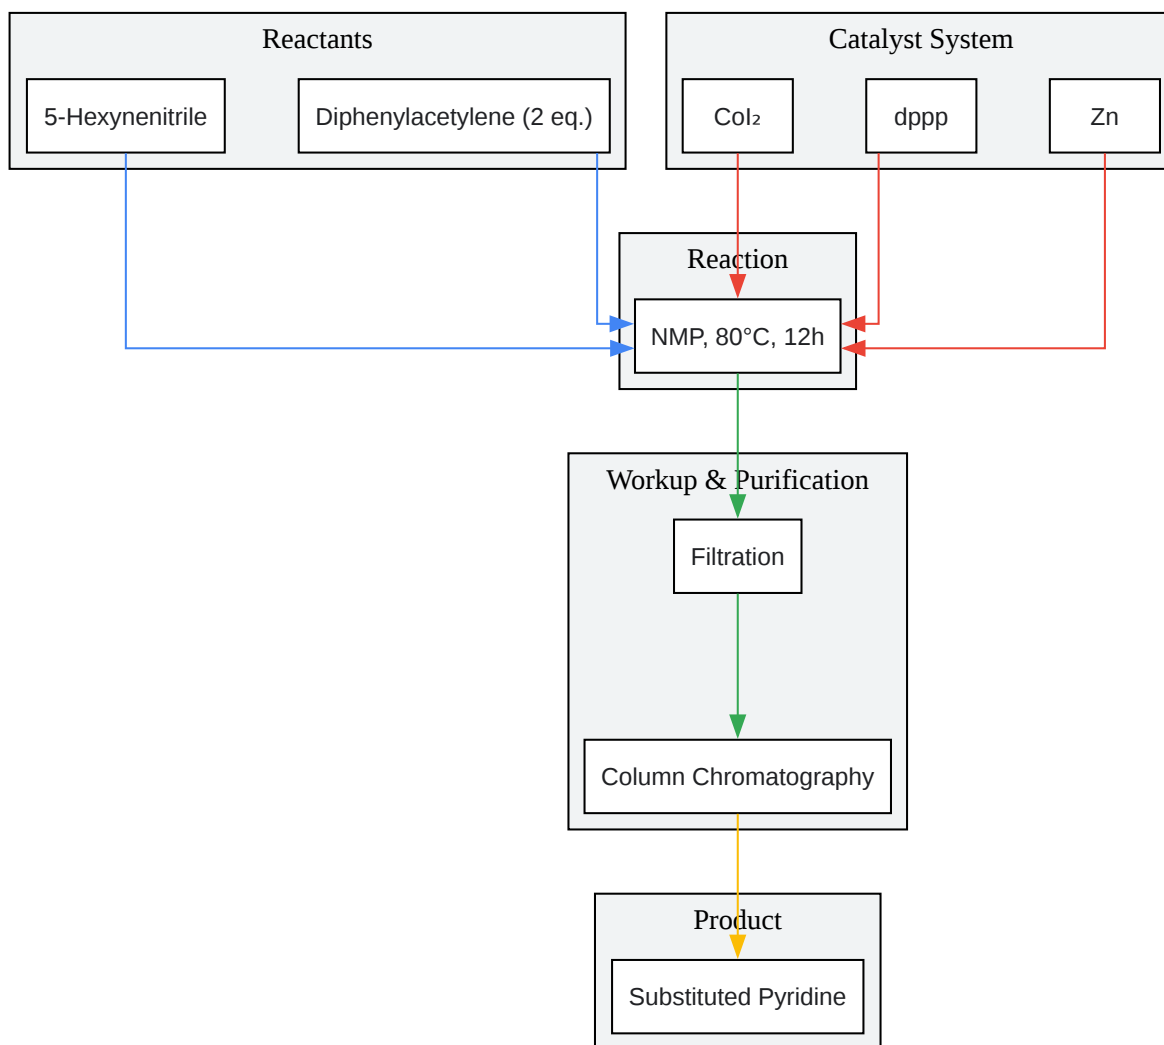 Reactants
5-Hexynenitrile
Diphenylacetylene (2 eq.)
Catalyst System
CoI₂
dppp
Zn
Reaction
NMP, 80°C, 12h
Workup & Purification
Filtration
Column Chromatography
Product
Substituted Pyridine